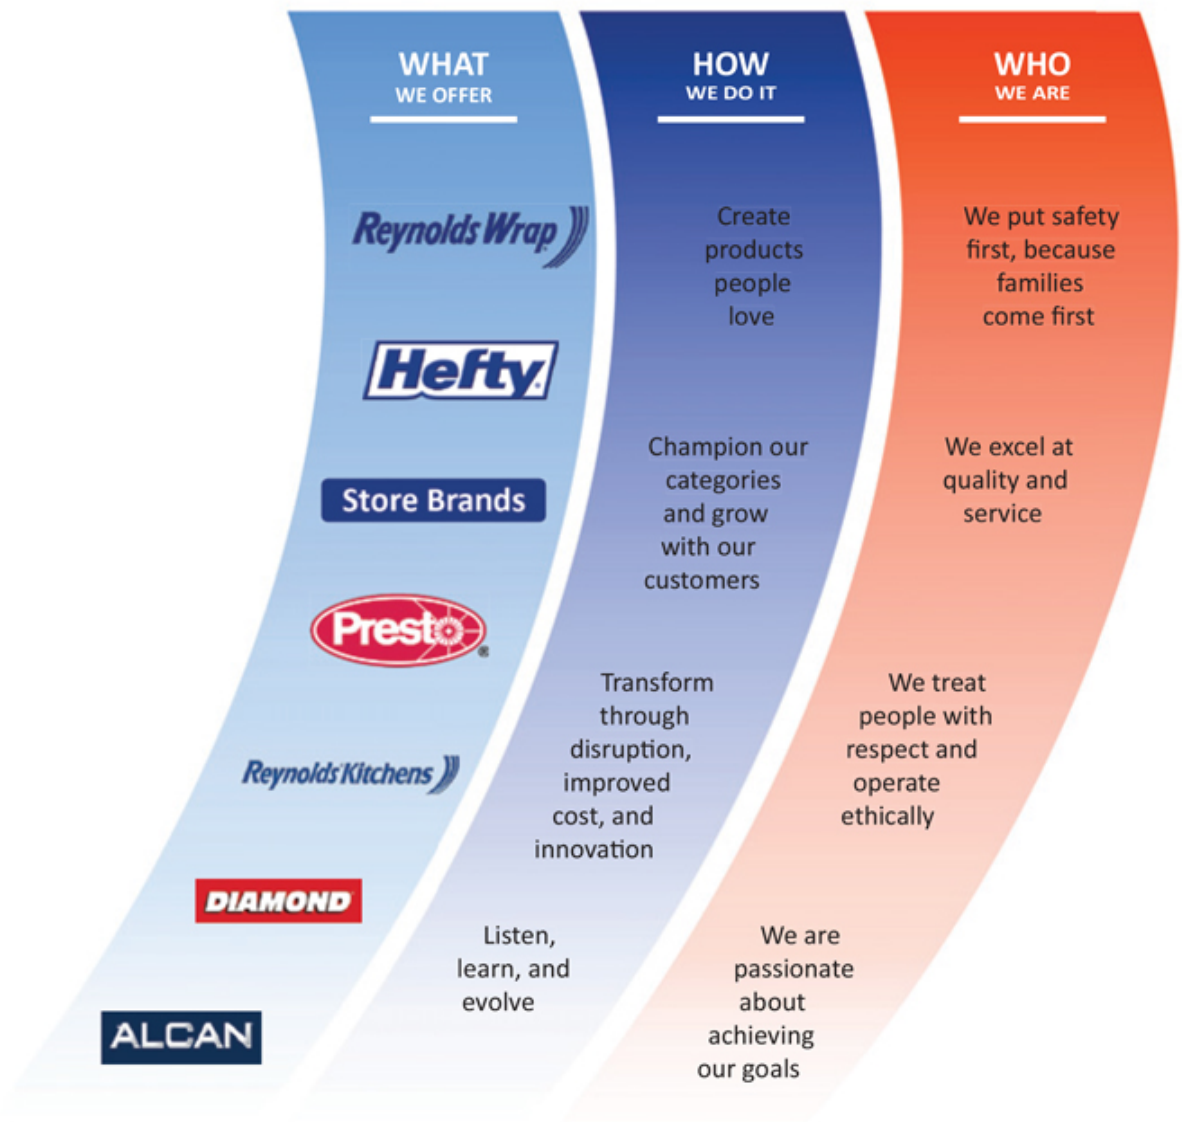 WHAT
WE OFFER
Reynolds Wrap
Hefty
Store Brands
Presto
®
Reynolds Kitchens
DIAMOND
ALCAN
HOW
WE DO IT
Create
products
people
love
Champion our
categories
and grow
with our
customers
Transform
through
disruption,
improved
cost, and
innovation
Listen,
learn, and
evolve
WHO
WE ARE
We put safety
first, because
families
come first
We excel at
quality and
service
We treat
people with
respect and
operate
ethically
We are
passionate
about
achieving
our goals